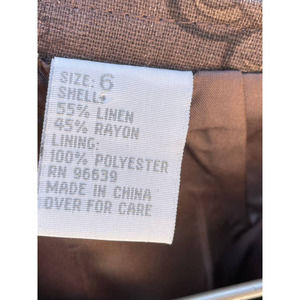 SIZE: 6
SHELL:
55% LINEN
45% RAYON
LINING:
100% POLYESTER
RN 96639
MADE IN CHINA
OVER FOR CARE